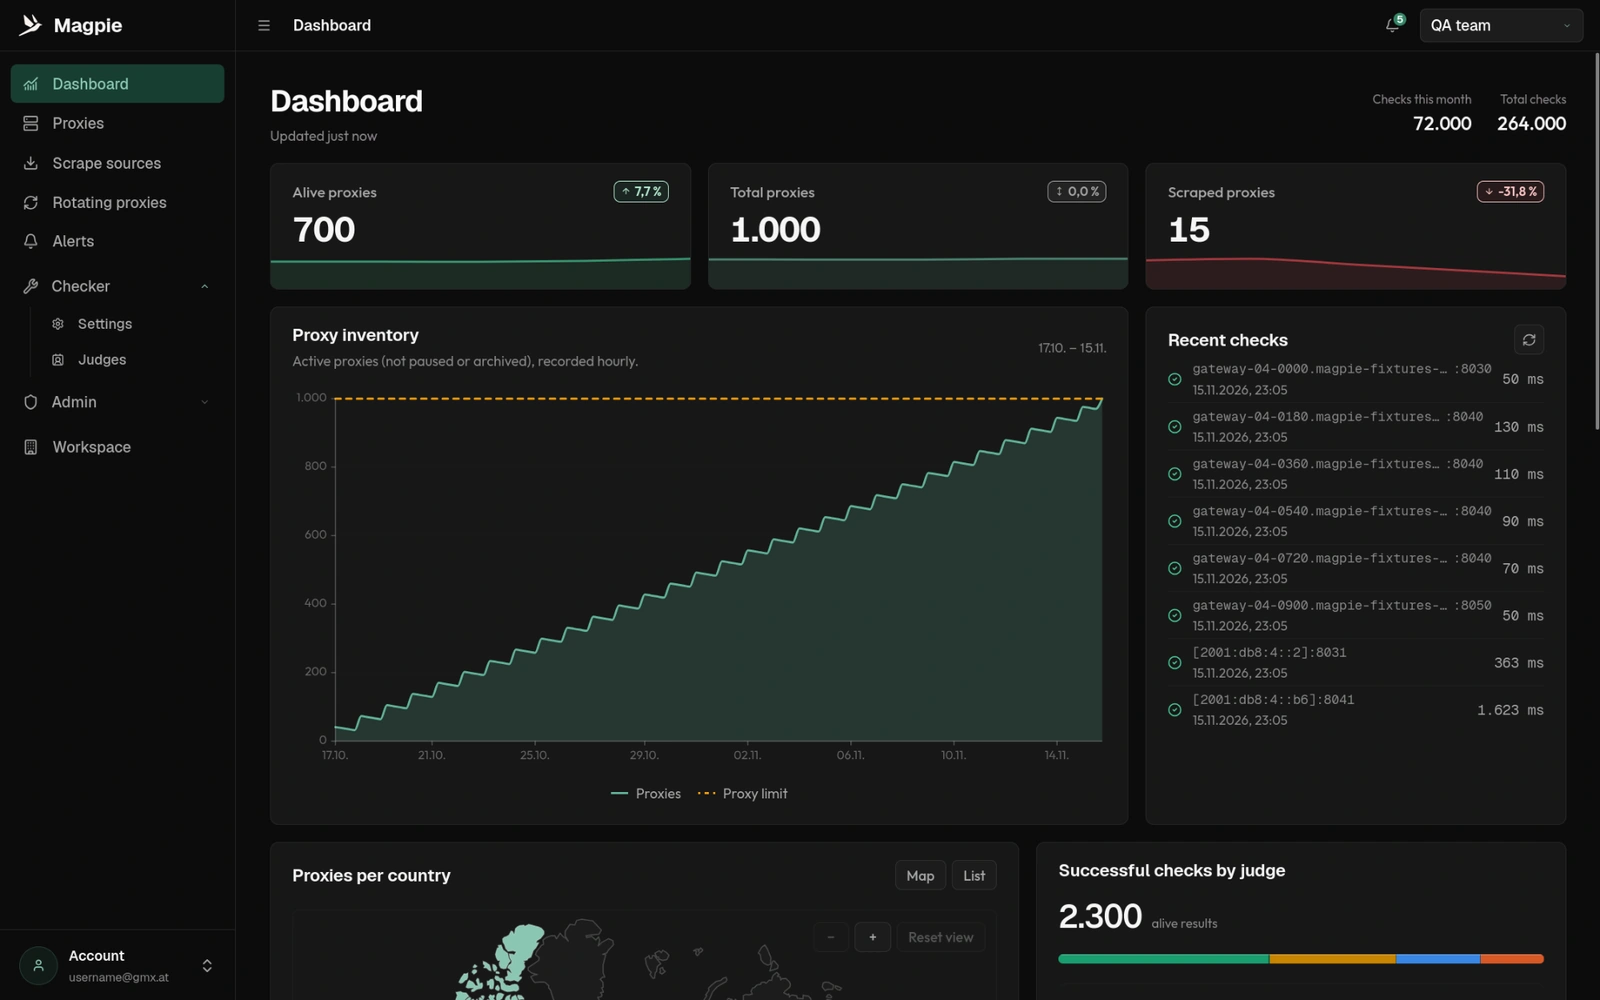 Magpie
Dashboard
5
QA team
Dashboard
Proxies
Scrape sources
Rotating proxies
Alerts
Checker
Settings
Judges
Admin
Workspace
Account
username@gmx.at
Dashboard
Updated just now
Checks this month
72.000
Total checks
264.000
Alive proxies
↑ 7,7 %
700
Total proxies
↕ 0,0 %
1.000
Scraped proxies
↓ -31,8 %
15
Proxy inventory
Active proxies (not paused or archived), recorded hourly.
17.10. – 15.11.
1.000
800
600
400
200
0
17.10. 21.10. 25.10. 29.10. 02.11. 06.11. 10.11. 14.11.
Proxies Proxy limit
Recent checks
gateway-04-0000.magpie-fixtures-… :8030
50 ms
15.11.2026, 23:05
gateway-04-0180.magpie-fixtures… :8040
130 ms
15.11.2026, 23:05
gateway-04-0360.magpie-fixtures… :8040
110 ms
15.11.2026, 23:05
gateway-04-0540.magpie-fixtures-… :8040
90 ms
15.11.2026, 23:05
gateway-04-0720.magpie-fixtures-… :8040
70 ms
15.11.2026, 23:05
gateway-04-0900.magpie-fixtures-… :8050
50 ms
15.11.2026, 23:05
[2001:db8:4::2]:8031
363 ms
15.11.2026, 23:05
[2001:db8:4::b6]:8041
1.623 ms
15.11.2026, 23:05
Proxies per country
Map List
− + Reset view
Successful checks by judge
2.300 alive results